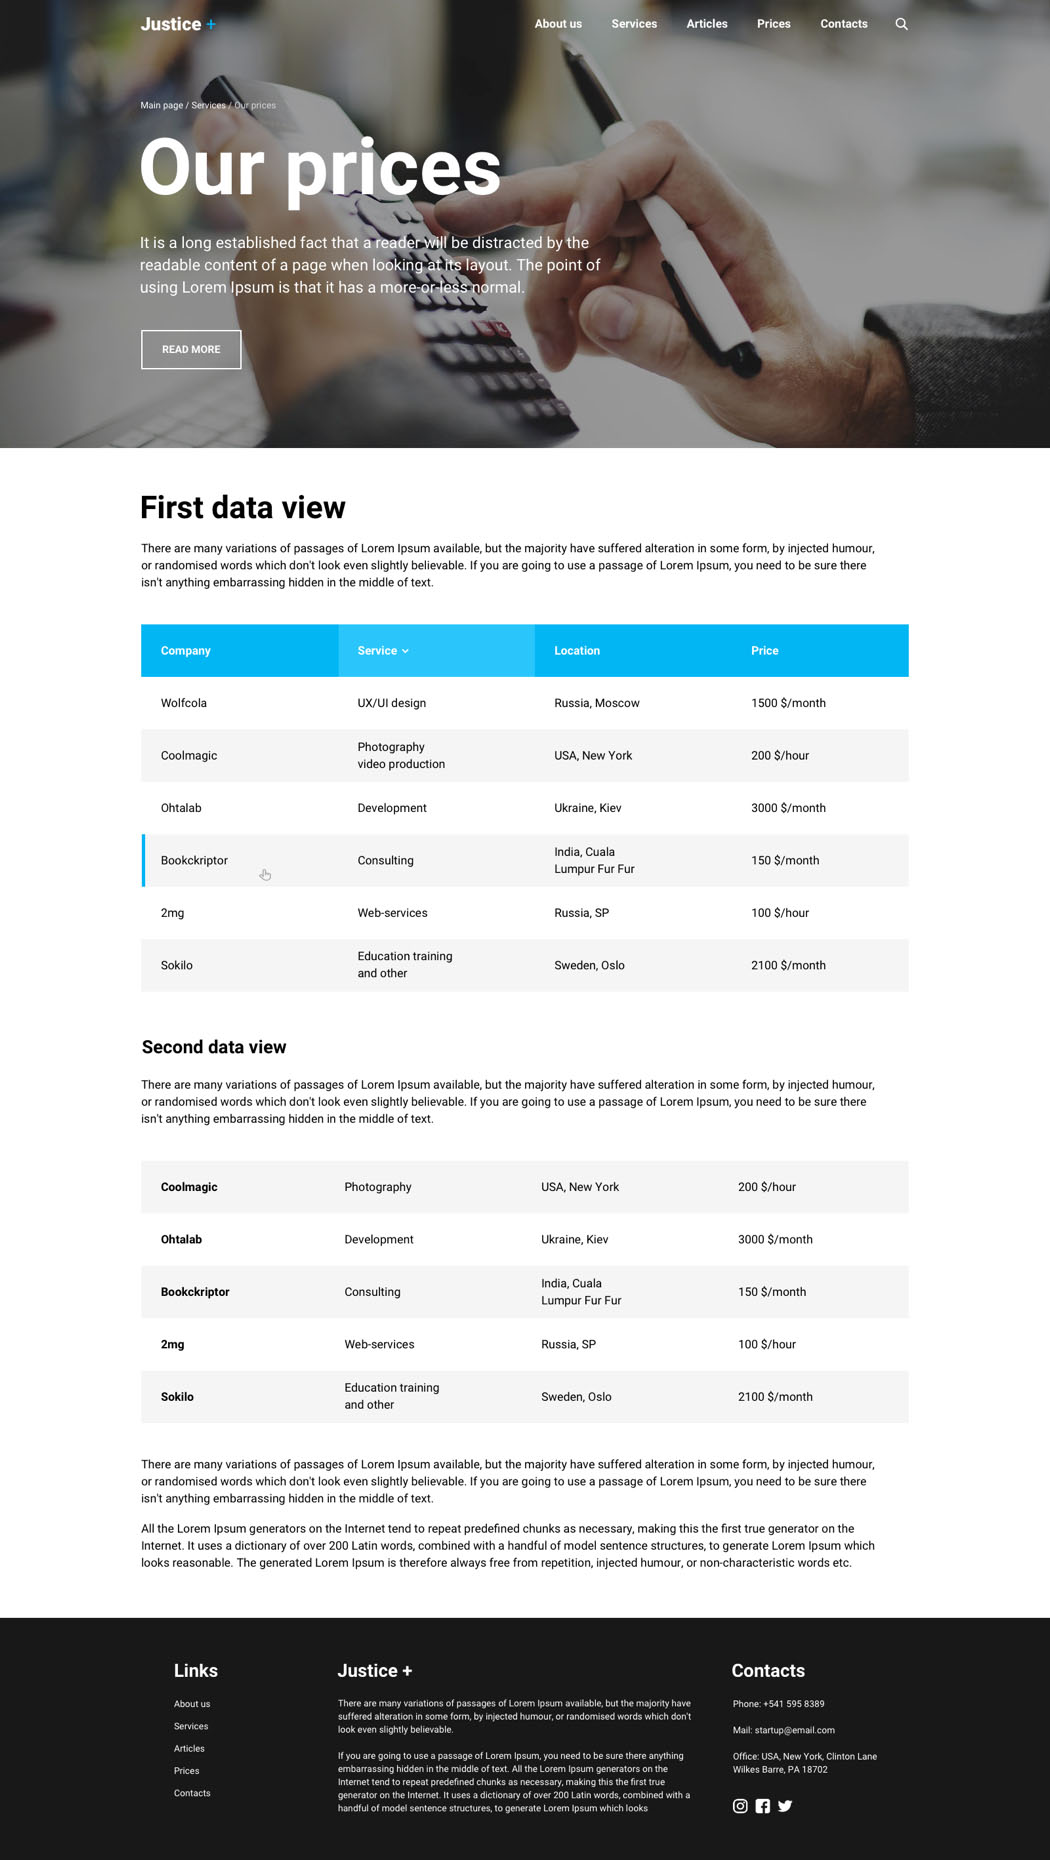 Justice +
About us
Services
Articles
Prices
Contacts
Main page / Services / Our prices
Our prices
It is a long established fact that a reader will be distracted by the
readable content of a page when looking at its layout. The point of
using Lorem Ipsum is that it has a more-or-less normal.
READ MORE
First data view
There are many variations of passages of Lorem Ipsum available, but the majority have suffered alteration in some form, by injected humour,
or randomised words which don't look even slightly believable. If you are going to use a passage of Lorem Ipsum, you need to be sure there
isn't anything embarrassing hidden in the middle of text.
Company
Service
Location
Price
Wolfcola
UX/UI design
Russia, Moscow
1500 $/month
Coolmagic
Photography
video production
USA, New York
200 $/hour
Ohtalab
Development
Ukraine, Kiev
3000 $/month
Bookckriptor
Consulting
India, Cuala
Lumpur Fur Fur
150 $/month
2mg
Web-services
Russia, SP
100 $/hour
Sokilo
Education training
and other
Sweden, Oslo
2100 $/month
Second data view
There are many variations of passages of Lorem Ipsum available, but the majority have suffered alteration in some form, by injected humour,
or randomised words which don't look even slightly believable. If you are going to use a passage of Lorem Ipsum, you need to be sure there
isn't anything embarrassing hidden in the middle of text.
Coolmagic
Photography
USA, New York
200 $/hour
Ohtalab
Development
Ukraine, Kiev
3000 $/month
Bookckriptor
Consulting
India, Cuala
Lumpur Fur Fur
150 $/month
2mg
Web-services
Russia, SP
100 $/hour
Sokilo
Education training
and other
Sweden, Oslo
2100 $/month
There are many variations of passages of Lorem Ipsum available, but the majority have suffered alteration in some form, by injected humour,
or randomised words which don't look even slightly believable. If you are going to use a passage of Lorem Ipsum, you need to be sure there
isn't anything embarrassing hidden in the middle of text.
All the Lorem Ipsum generators on the Internet tend to repeat predefined chunks as necessary, making this the first true generator on the
Internet. It uses a dictionary of over 200 Latin words, combined with a handful of model sentence structures, to generate Lorem Ipsum which
looks reasonable. The generated Lorem Ipsum is therefore always free from repetition, injected humour, or non-characteristic words etc.
Links
About us
Services
Articles
Prices
Contacts
Justice +
There are many variations of passages of Lorem Ipsum available, but the majority have
suffered alteration in some form, by injected humour, or randomised words which don't
look even slightly believable.
If you are going to use a passage of Lorem Ipsum, you need to be sure there anything
embarrassing hidden in the middle of text. All the Lorem Ipsum generators on the
Internet tend to repeat predefined chunks as necessary, making this the first true
generator on the Internet. It uses a dictionary of over 200 Latin words, combined with a
handful of model sentence structures, to generate Lorem Ipsum which looks
Contacts
Phone: +541 595 8389
Mail: startup@email.com
Office: USA, New York, Clinton Lane
Wilkes Barre, PA 18702